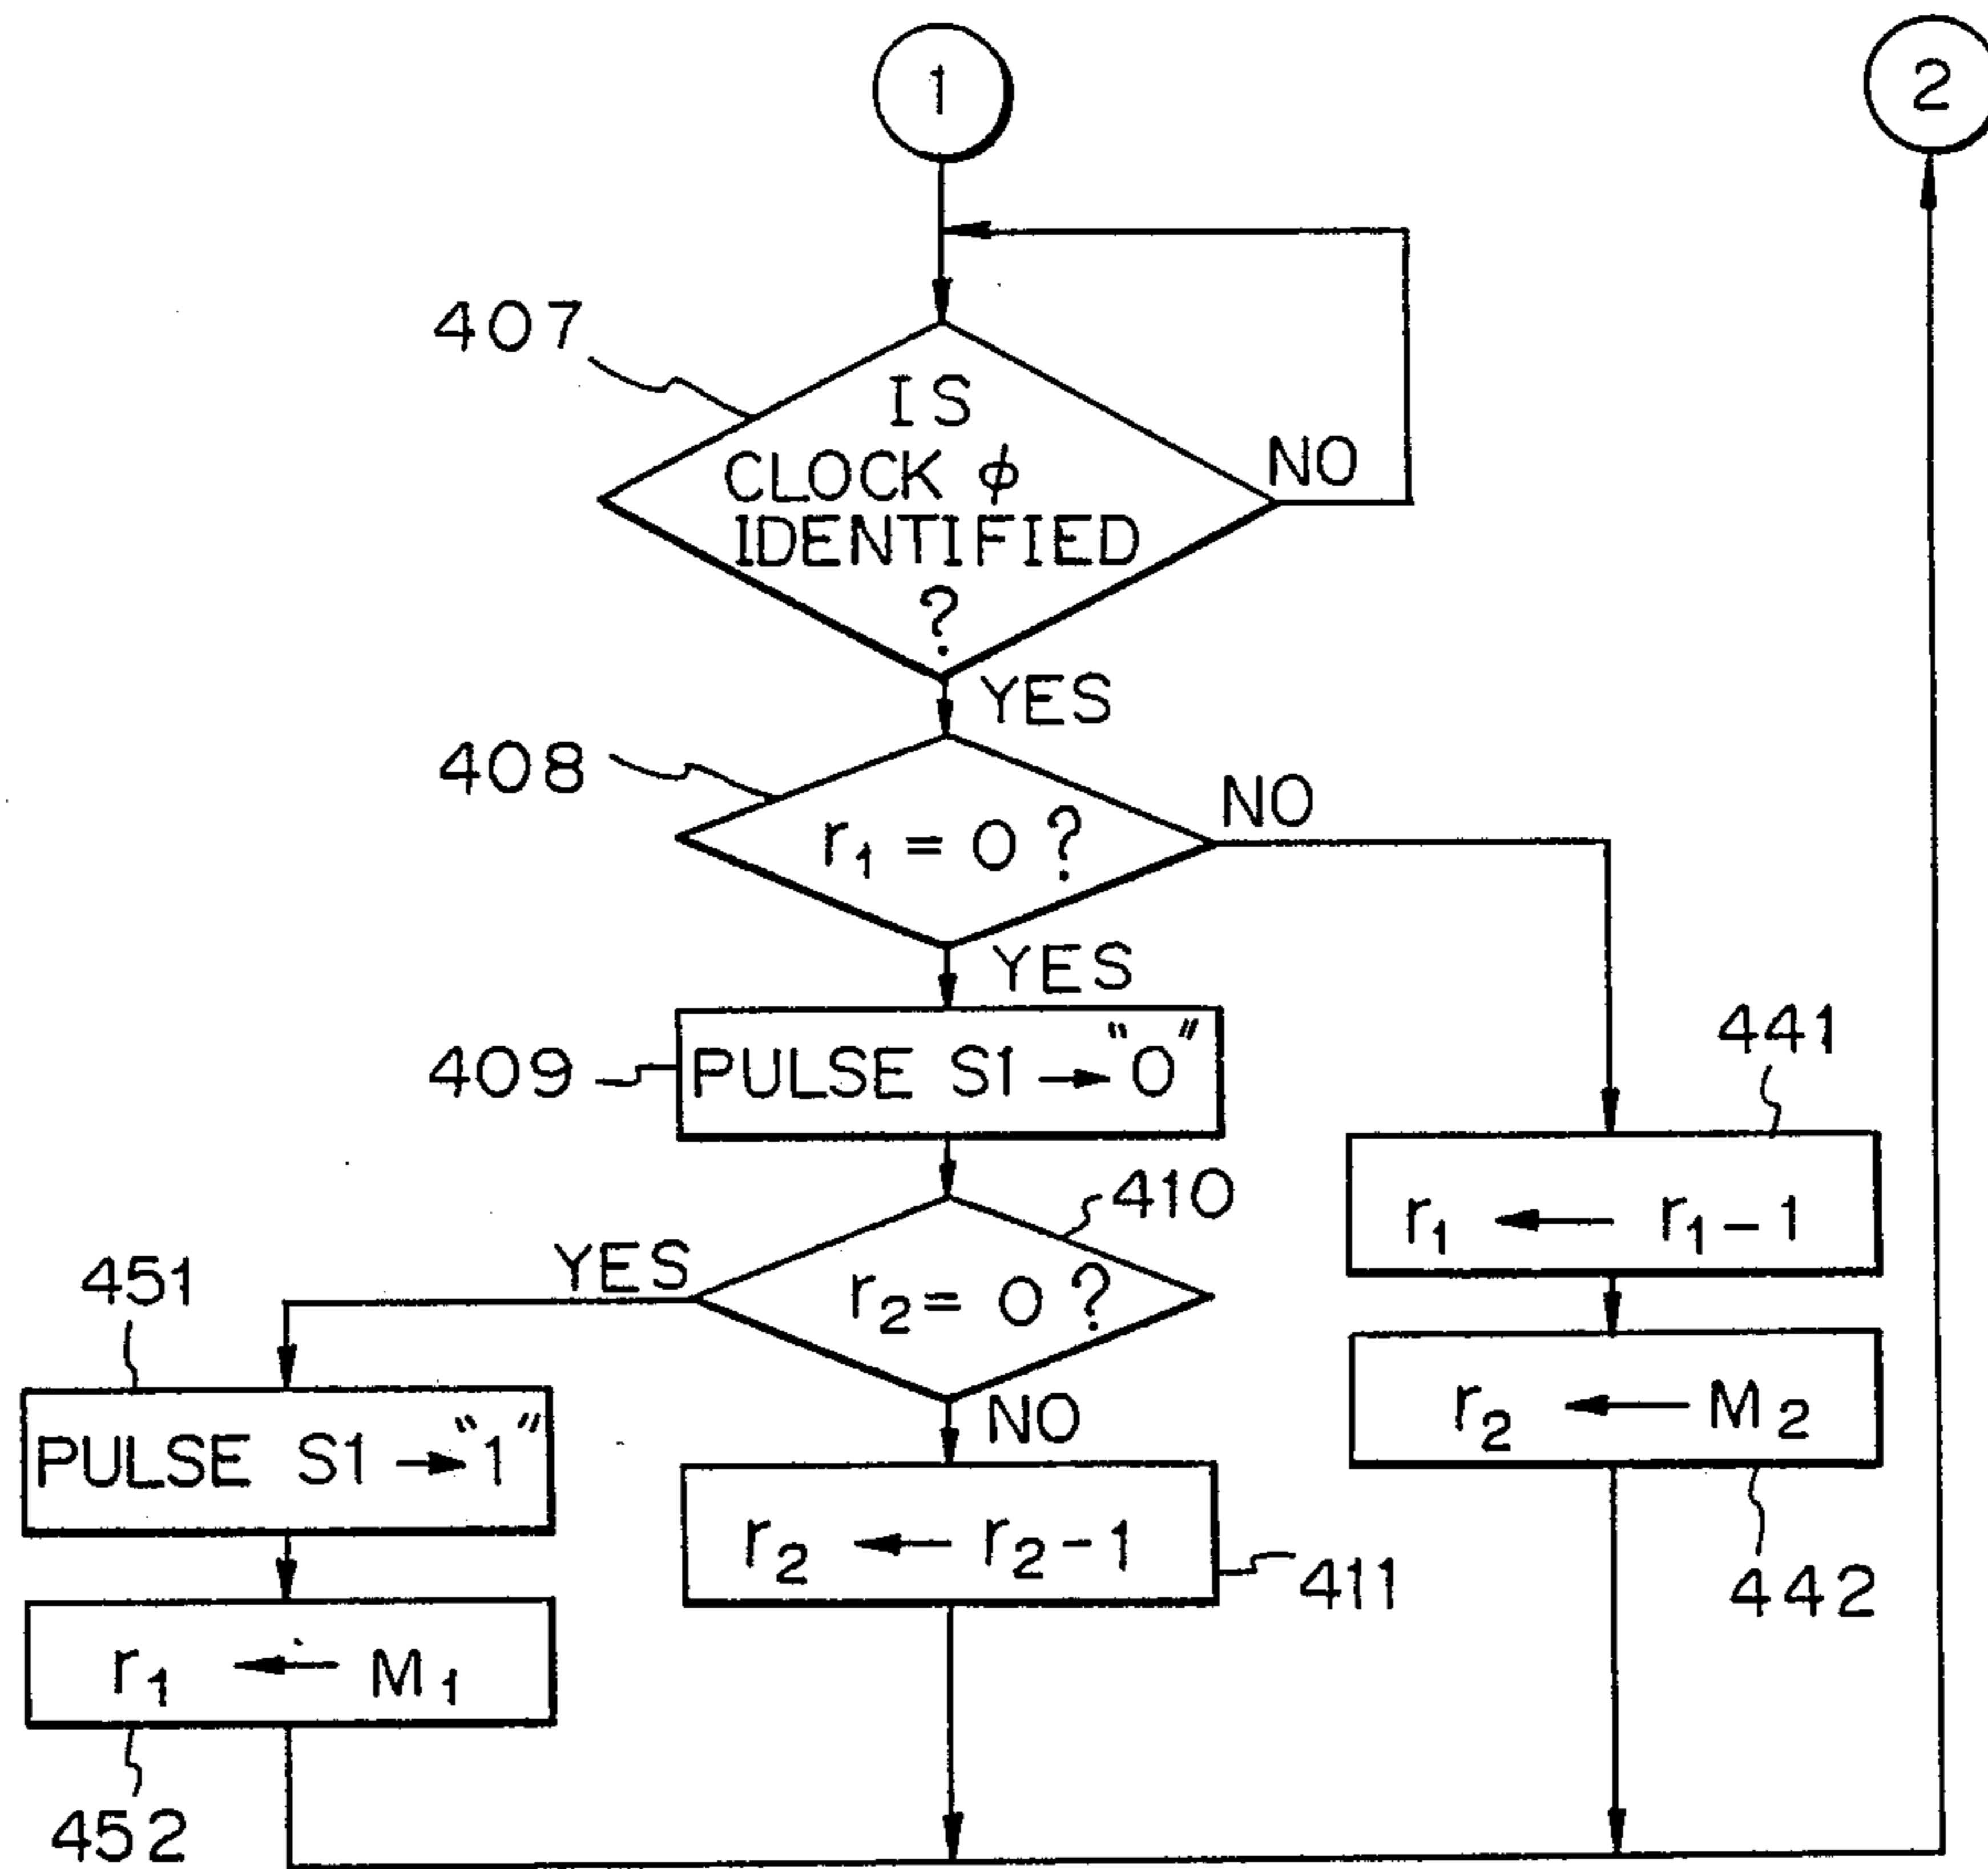 1
2
407
IS
CLOCK ϕ
IDENTIFIED
?
NO
YES
408
r₁ = 0 ?
NO
YES
409
PULSE S1 → "0"
441
r₁ ← r₁-1
410
r₂ = 0 ?
YES
NO
451
PULSE S1 → "1"
r₂ ← M₂
442
r₂ ← r₂-1
411
r₁ ← M₁
452